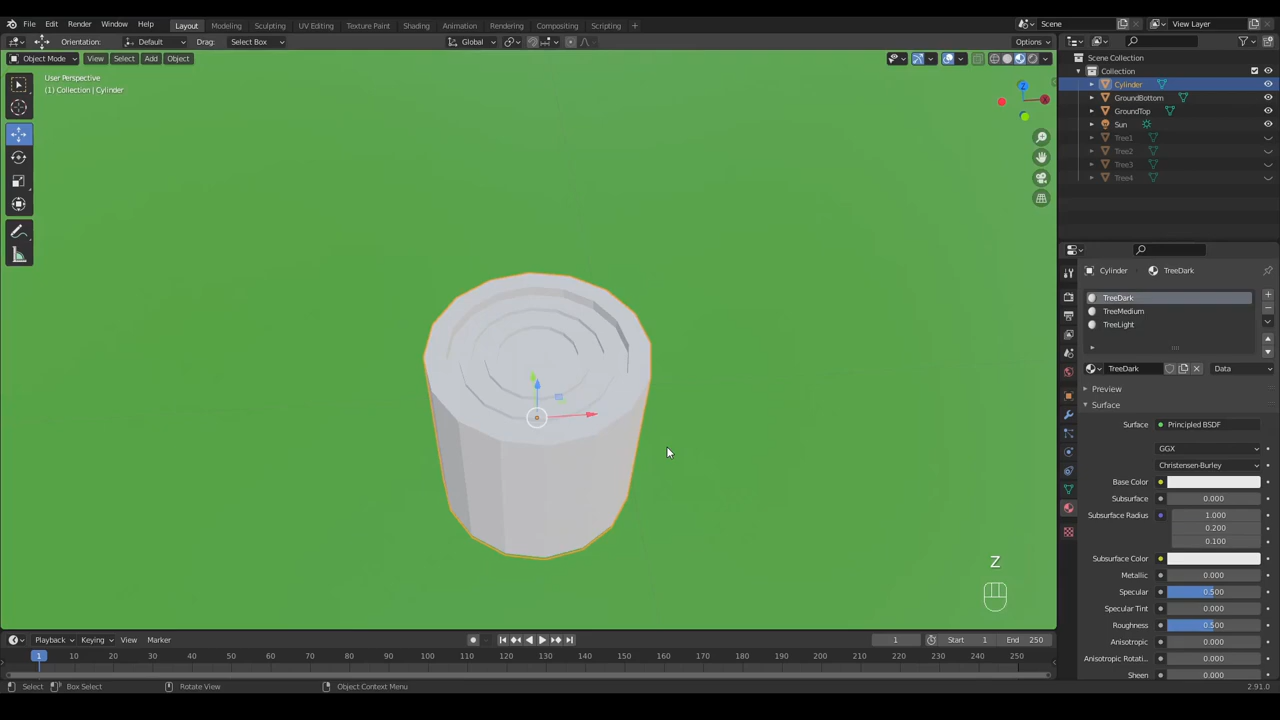 File Edit Render Window Help Layout Modeling Sculpting UV Editing Texture Paint Shading Animation Rendering Compositing Scripting + Scene View Layer
Orientation: Default Drag: Select Box Global Options
Object Mode View Select Add Object
User Perspective
(1) Collection | Cylinder
Z
X
Scene Collection
Collection
Cylinder
GroundBottom
GroundTop
Sun
Tree1
Tree2
Tree3
Tree4
Cylinder TreeDark
TreeDark
TreeMedium
TreeLight
TreeDark Data
Preview
Surface
Surface Principled BSDF
GGX
Christensen-Burley
Base Color
Subsurface 0.000
Subsurface Radius 1.000
0.200
0.100
Subsurface Color
Metallic 0.000
Specular 0.500
Specular Tint 0.000
Roughness 0.500
Anisotropic 0.000
Anisotropic Rotati... 0.000
Sheen 0.000
Z
Playback Keying View Marker 1 Start 1 End 250
1 10 20 30 40 50 60 70 80 90 100 110 120 130 140 150 160 170 180 190 200 210 220 230 240 250
Select Box Select Rotate View Object Context Menu 2.91.0